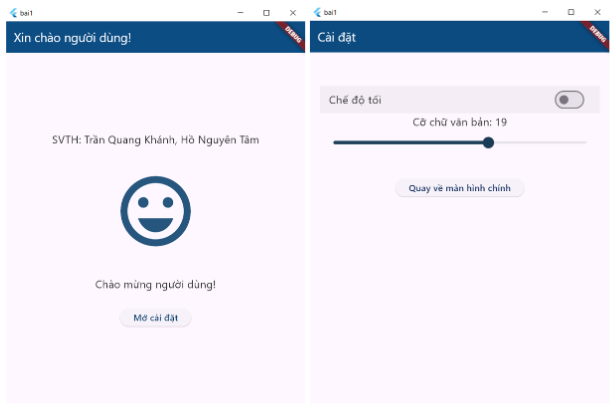 bai1
Xin chào người dùng!
DEBUG
SVTH: Trần Quang Khánh, Hồ Nguyên Tâm
Chào mừng người dùng!
Mở cài đặt
bai1
Cài đặt
DEBUG
Chế độ tối
Cỡ chữ văn bản: 19
Quay về màn hình chính